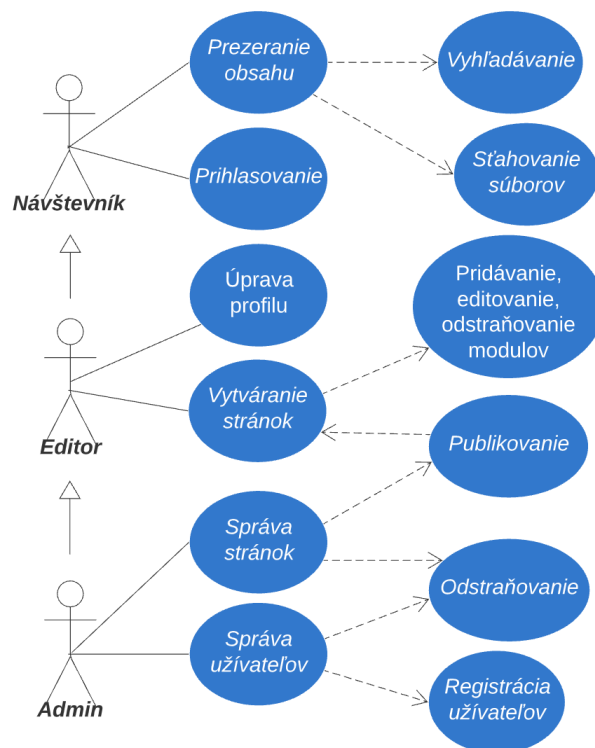 Prezeranie
obsahu
Vyhľadávanie
Prihlasovanie
Sťahovanie
súborov
Návštevník
Úprava
profilu
Pridávanie,
editovanie,
odstraňovanie
modulov
Vytváranie
stránok
Publikovanie
Editor
Správa
stránok
Odstraňovanie
Správa
užívateľov
Registrácia
užívateľov
Admin